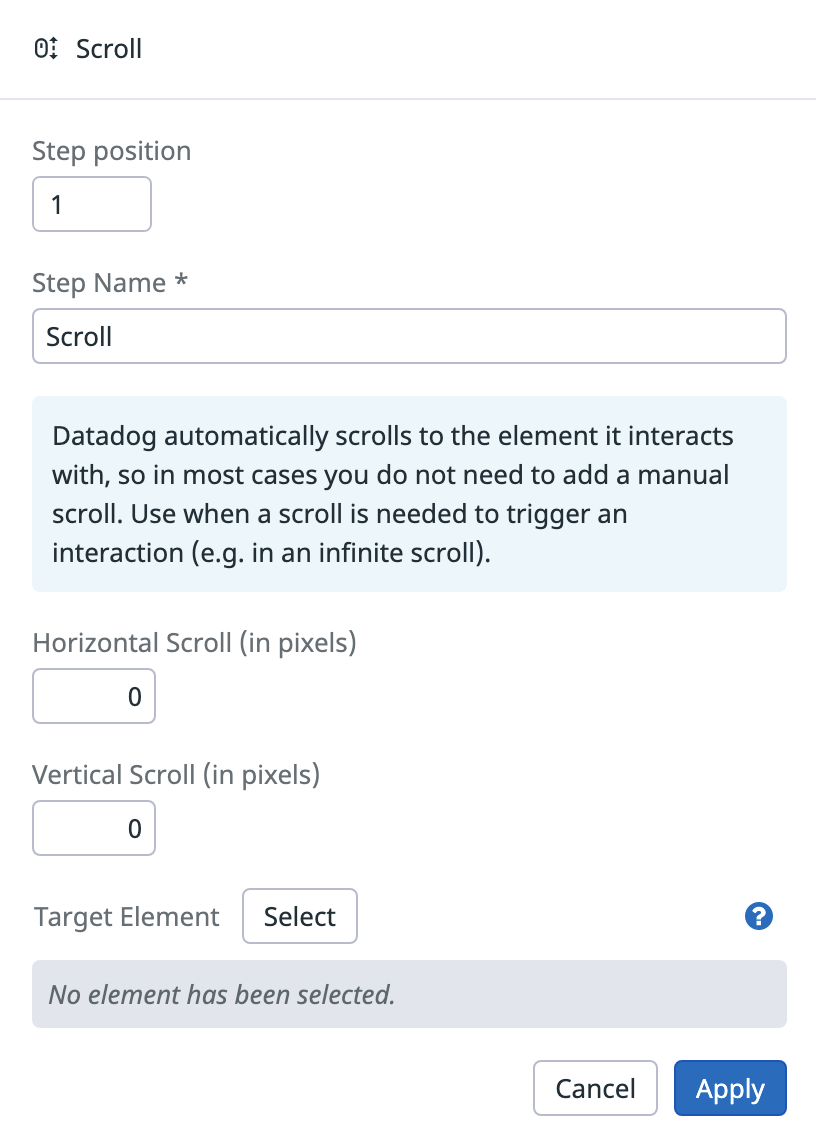 Scroll
Step position
1
Step Name *
Scroll
Datadog automatically scrolls to the element it interacts
with, so in most cases you do not need to add a manual
scroll. Use when a scroll is needed to trigger an
interaction (e.g. in an infinite scroll).
Horizontal Scroll (in pixels)
0
Vertical Scroll (in pixels)
0
Target Element Select ?
No element has been selected.
Cancel Apply